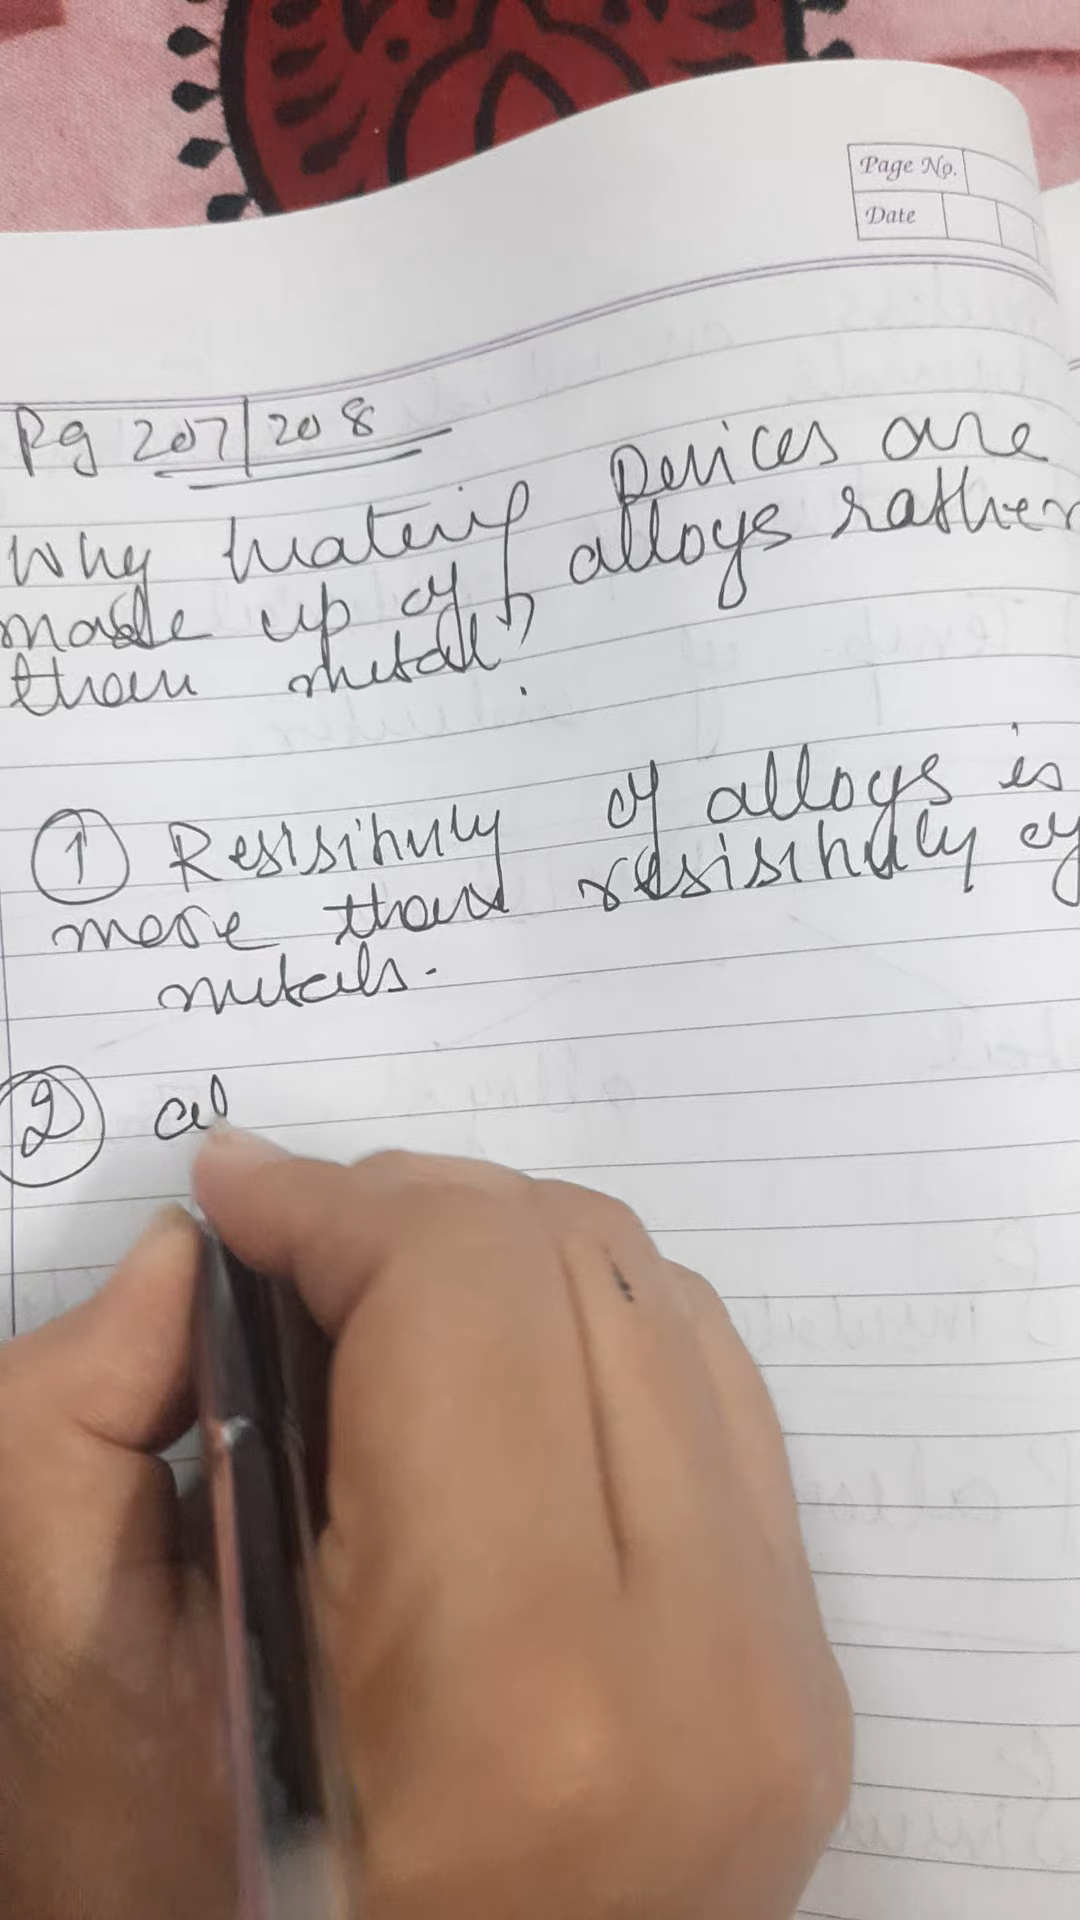 Page No.
Date
Pg 207/208
Why heating Devices are
made up of alloys rather
than metal?
① Resistivity of alloys is
more than resistivity of
metals.
② al